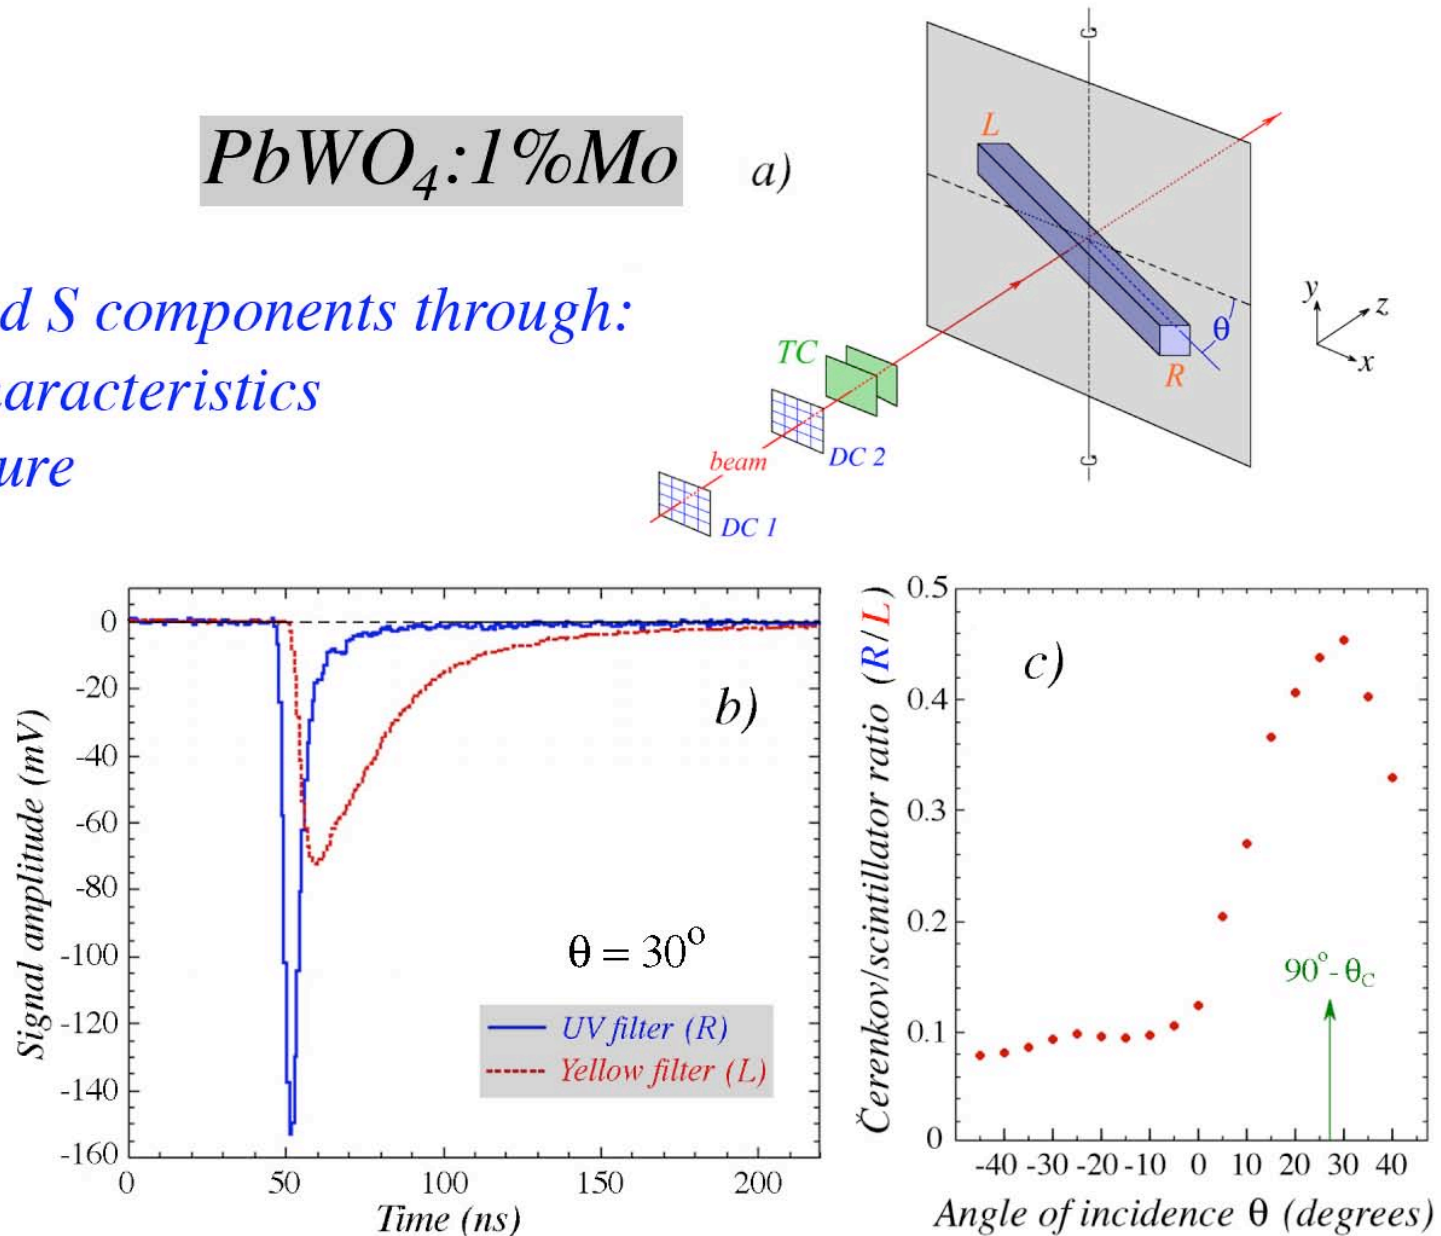 PbWO₄:1%Mo
a)
d S components through:
aracteristics
ure
L
R
θ
y
z
x
TC
DC 2
beam
DC 1
0
-20
-40
-60
-80
-100
-120
-140
-160
Signal amplitude (mV)
b)
θ = 30°
UV filter (R)
Yellow filter (L)
0 50 100 150 200
Time (ns)
0.5
0.4
0.3
0.2
0.1
0
Čerenkov/scintillator ratio (R/L)
c)
90°- θC
-40 -30 -20 -10 0 10 20 30 40
Angle of incidence θ (degrees)